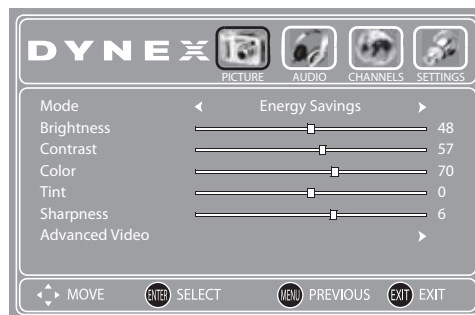 DYNEX
PICTURE AUDIO CHANNELS SETTINGS
Mode Energy Savings
Brightness 48
Contrast 57
Color 70
Tint 0
Sharpness 6
Advanced Video
MOVE ENTER SELECT MENU PREVIOUS EXIT EXIT